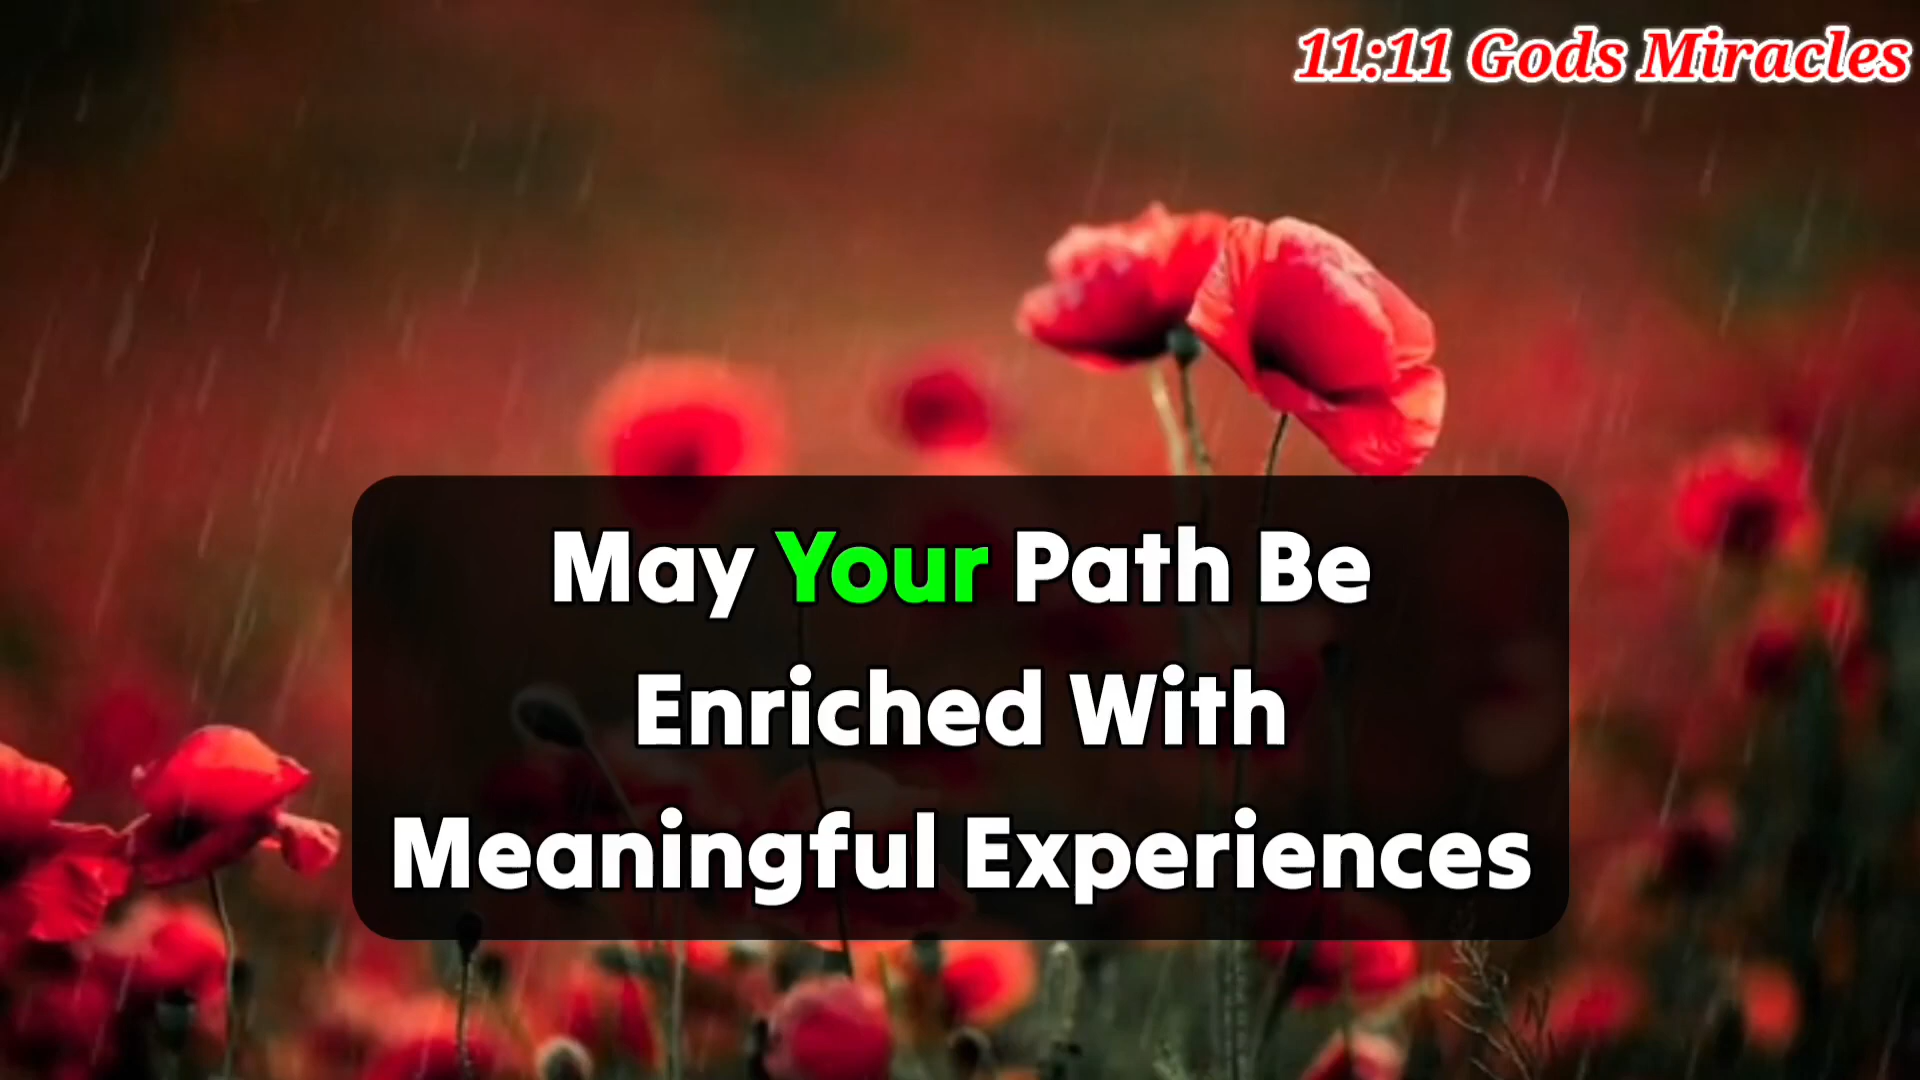 11:11 Gods Miracles
May Your Path Be
Enriched With
Meaningful Experiences